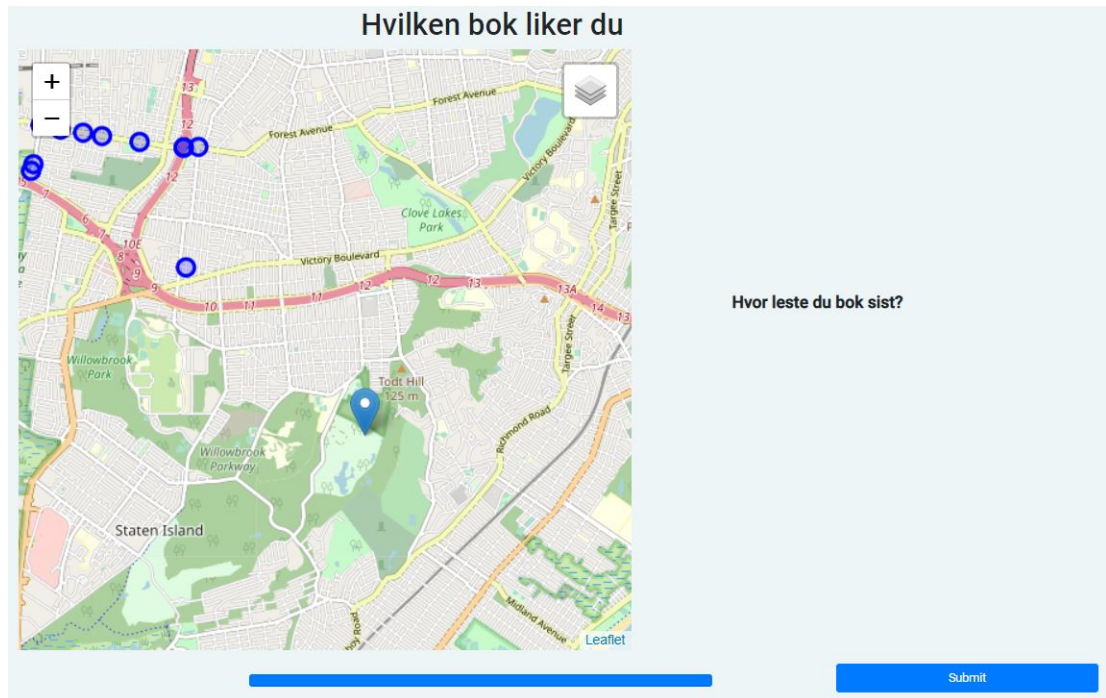 Hvilken bok liker du
+
−
13
12
Forest Avenue
Forest Avenue
Victory Boulevard
Targee Street
12
Clove Lakes
Park
6
7
7
10E
8
9
9
Victory Boulevard
10
11
11
12
12
13
13A
14
13
Targee Street
Hvor leste du bok sist?
Willowbrook
Park
Todt Hill
125 m
Richmond Road
Willowbrook
Parkway
Staten Island
Midland Avenue
Leaflet
Submit